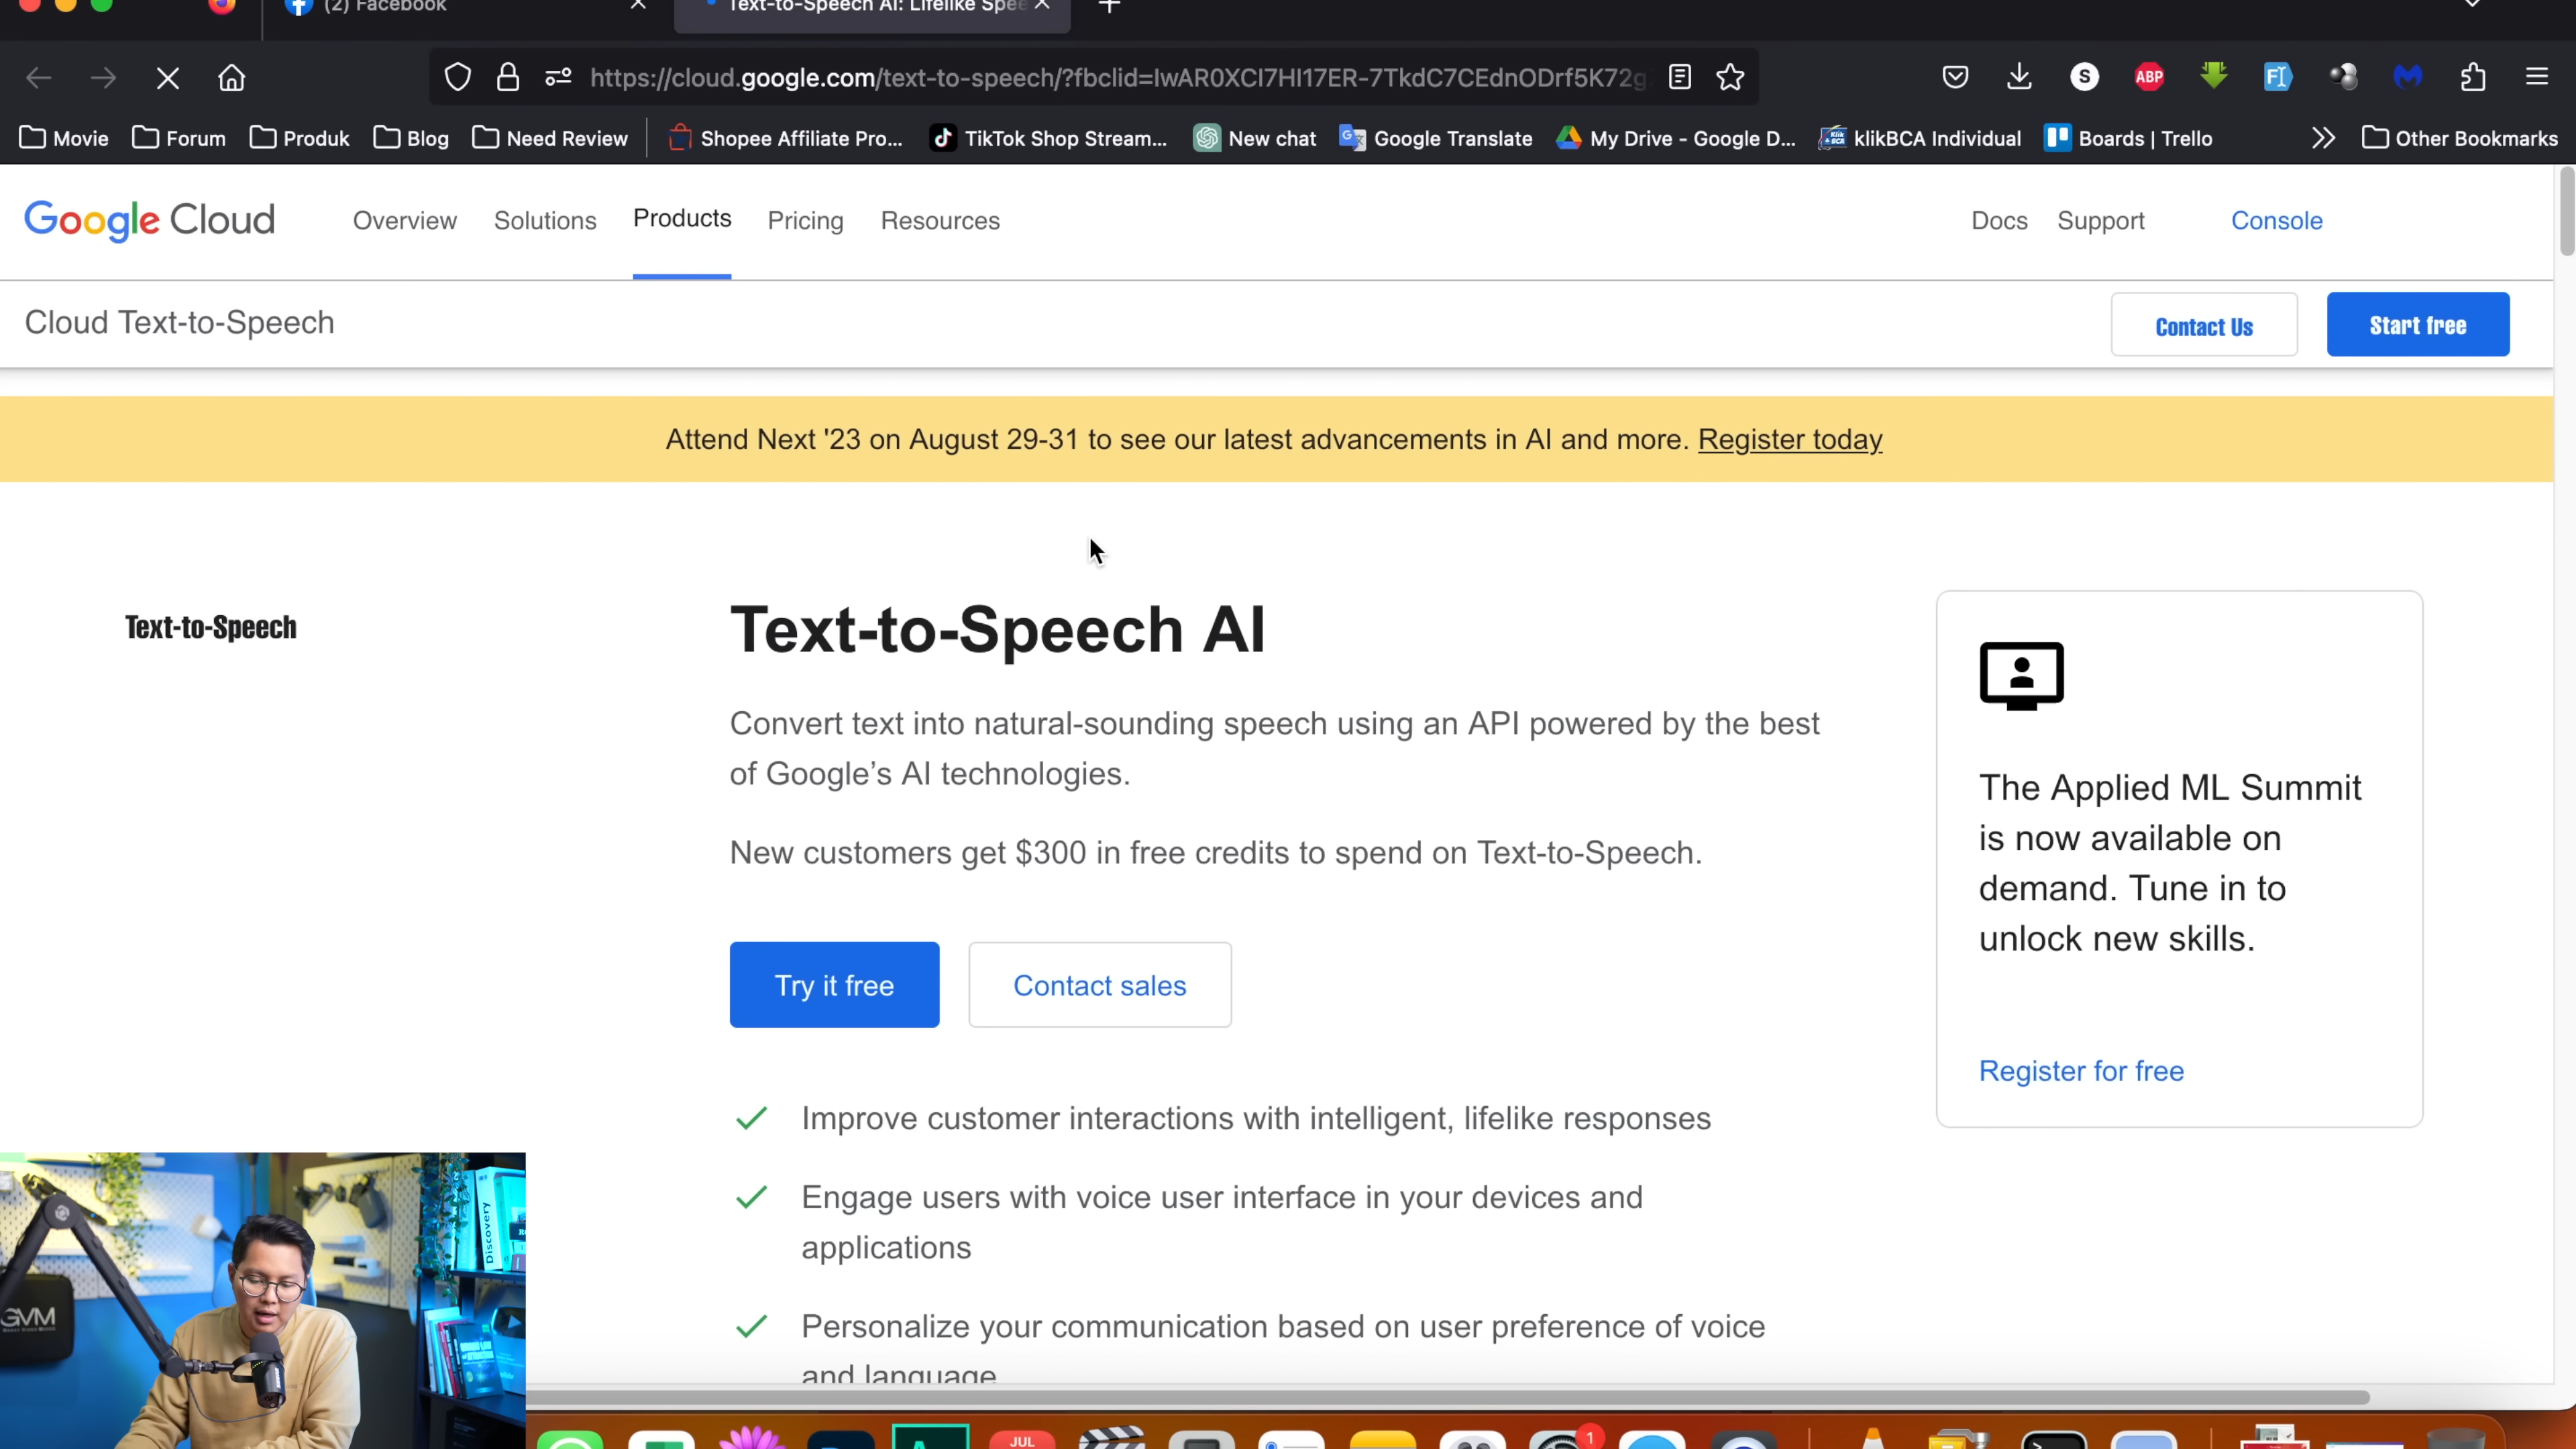 (2) Facebook
Text-to-Speech AI: Lifelike Spee
https://cloud.google.com/text-to-speech/?fbclid=IwAR0XCI7HI17ER-7TkdC7CEdnODrf5K72g
S
ABP
Movie Forum Produk Blog Need Review Shopee Affiliate Pro... TikTok Shop Stream... New chat Google Translate My Drive - Google D... klikBCA Individual Boards | Trello Other Bookmarks
Google Cloud Overview Solutions Products Pricing Resources Docs Support Console
Cloud Text-to-Speech Contact Us Start free
Attend Next '23 on August 29-31 to see our latest advancements in AI and more. Register today
Text-to-Speech
Text-to-Speech AI
Convert text into natural-sounding speech using an API powered by the best
of Google’s AI technologies.
New customers get $300 in free credits to spend on Text-to-Speech.
Try it free Contact sales
Improve customer interactions with intelligent, lifelike responses
Engage users with voice user interface in your devices and
applications
Personalize your communication based on user preference of voice
and language
The Applied ML Summit
is now available on
demand. Tune in to
unlock new skills.
Register for free
Discovery
GVM
JUL
1